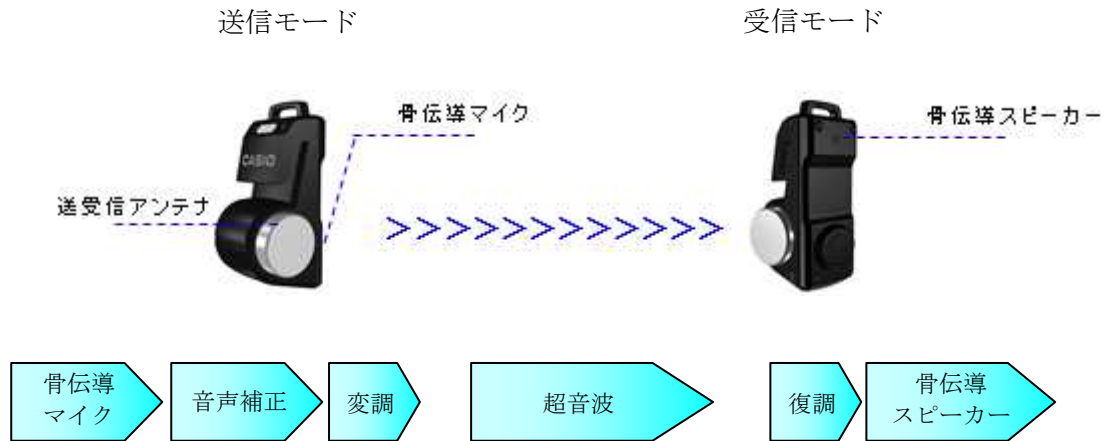 送信モード
受信モード
骨伝導マイク
骨伝導スピーカー
CASIO
送受信アンテナ
>>>>>>>>>>>>
骨伝導
マイク
音声補正
変調
超音波
復調
骨伝導
スピーカー